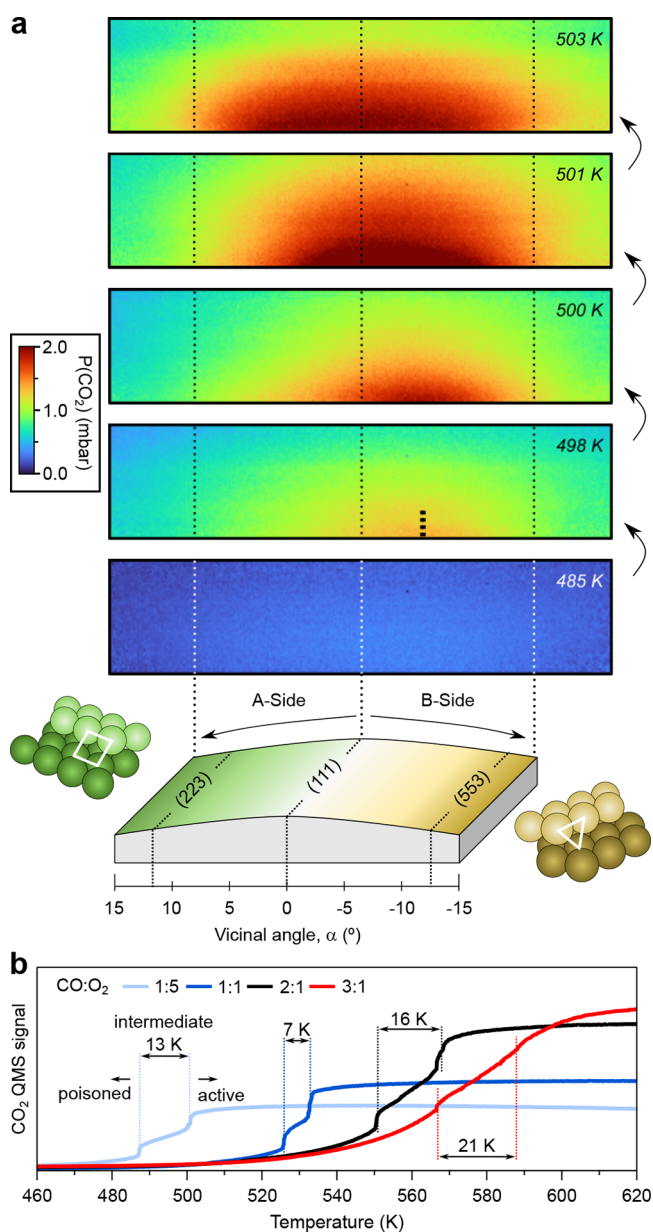 a
503 K
501 K
500 K
2.0
1.0
0.0
P(CO₂) (mbar)
498 K
485 K
A-Side
B-Side
(223)
(111)
(553)
15 10 5 0 -5 -10 -15
Vicinal angle, α (º)
b
CO:O₂ 1:5 1:1 2:1 3:1
intermediate
13 K
7 K
16 K
poisoned
active
21 K
CO₂ QMS signal
460 480 500 520 540 560 580 600 620
Temperature (K)